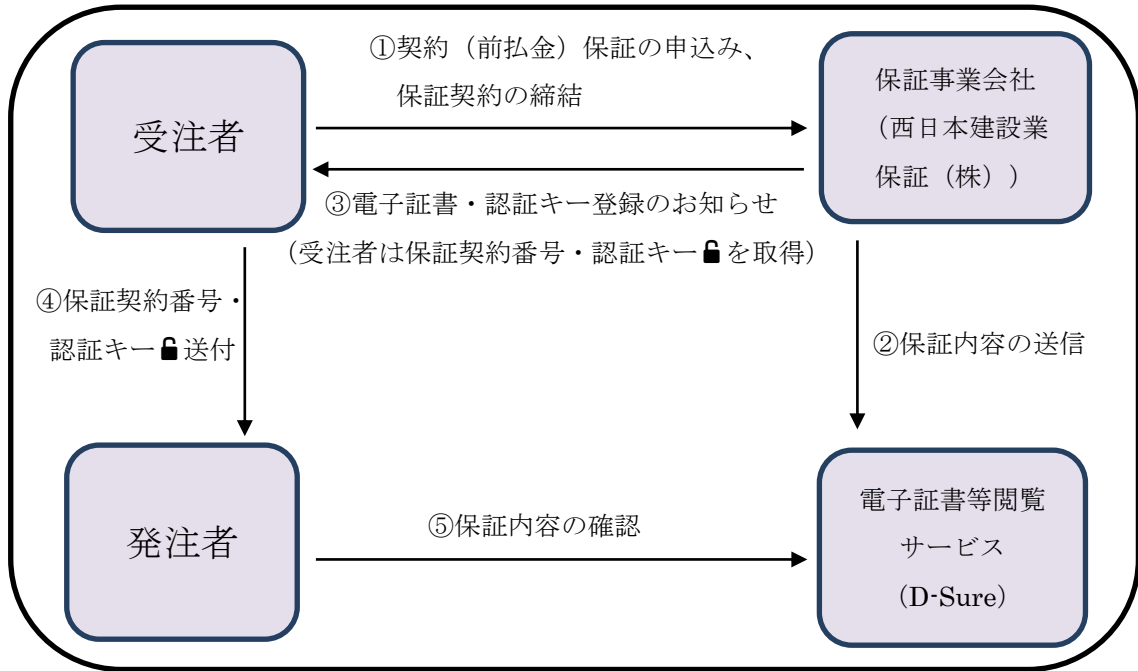 ①契約（前払金）保証の申込み、
保証契約の締結
受注者
保証事業会社
（西日本建設業
保証（株））
③電子証書・認証キー登録のお知らせ
（受注者は保証契約番号・認証キー🔓を取得）
④保証契約番号・
認証キー🔓送付
②保証内容の送信
発注者
⑤保証内容の確認
電子証書等閲覧
サービス
（D-Sure）